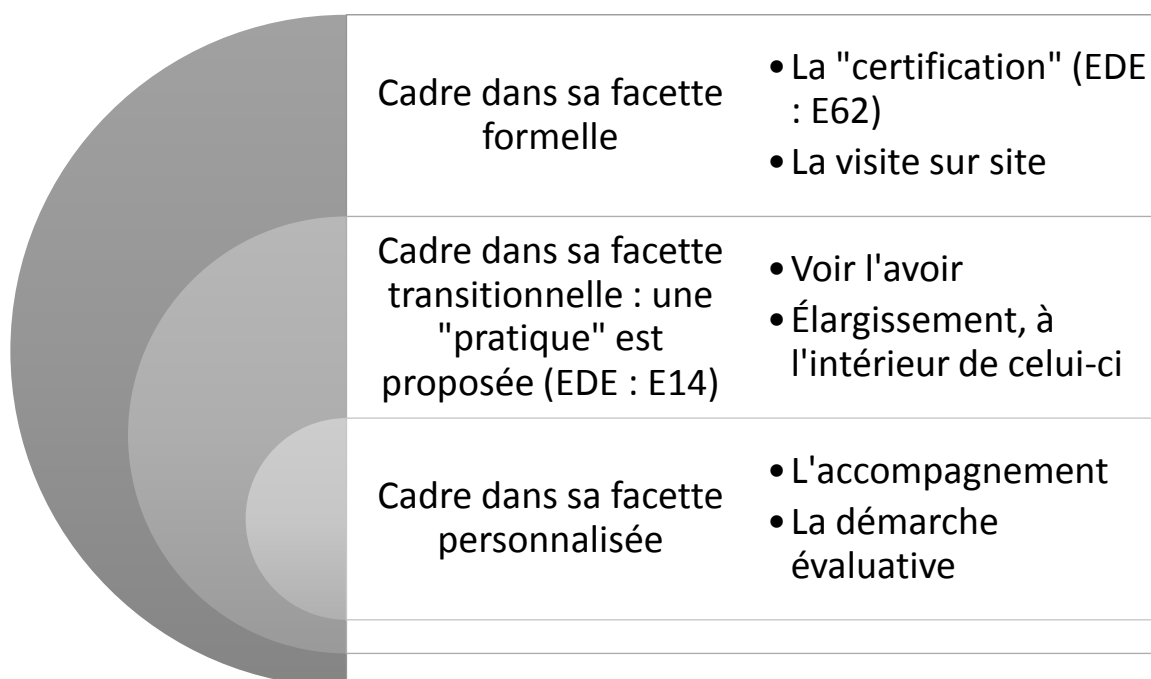 Cadre dans sa facette
formelle
•La "certification" (EDE
: E62)
•La visite sur site
Cadre dans sa facette
transitionnelle : une
"pratique" est
proposée (EDE : E14)
•Voir l'avoir
•Élargissement, à
l'intérieur de celui-ci
Cadre dans sa facette
personnalisée
•L'accompagnement
•La démarche
évaluative